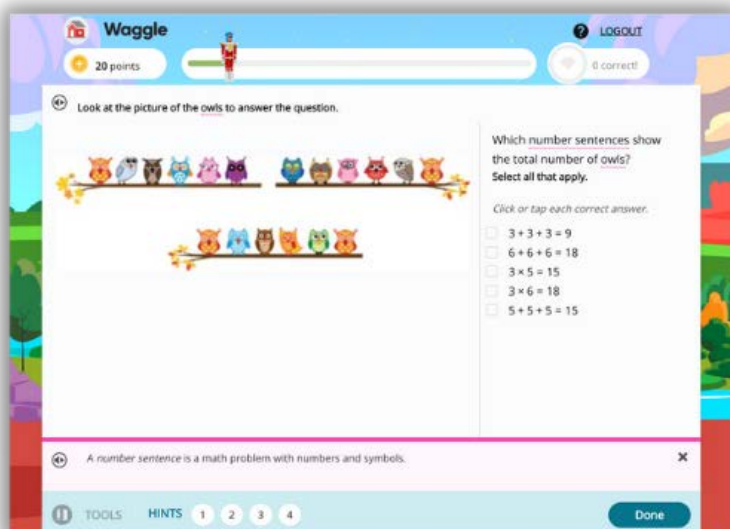 Waggle
? LOGOUT
20 points
0 correct!
Look at the picture of the owls to answer the question.
Which number sentences show
the total number of owls?
Select all that apply.
Click or tap each correct answer.
3 + 3 + 3 = 9
6 + 6 + 6 = 18
3 × 5 = 15
3 × 6 = 18
5 + 5 + 5 = 15
A number sentence is a math problem with numbers and symbols.
TOOLS HINTS 1 2 3 4 Done